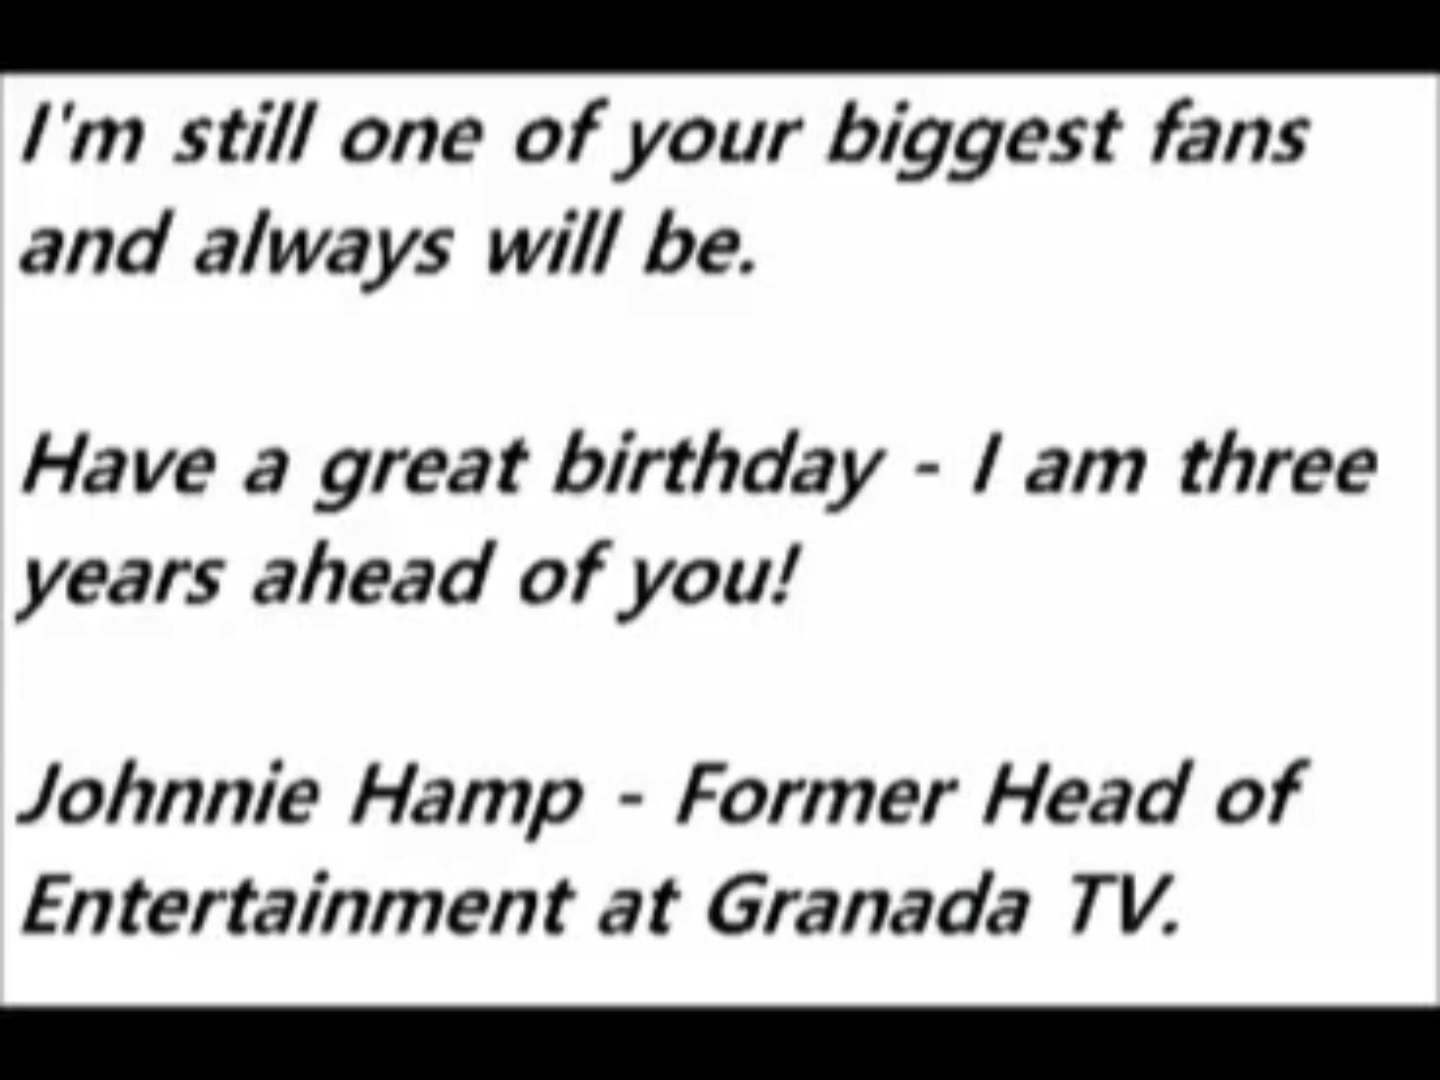 I'm still one of your biggest fans
and always will be.
Have a great birthday - I am three
years ahead of you!
Johnnie Hamp - Former Head of
Entertainment at Granada TV.